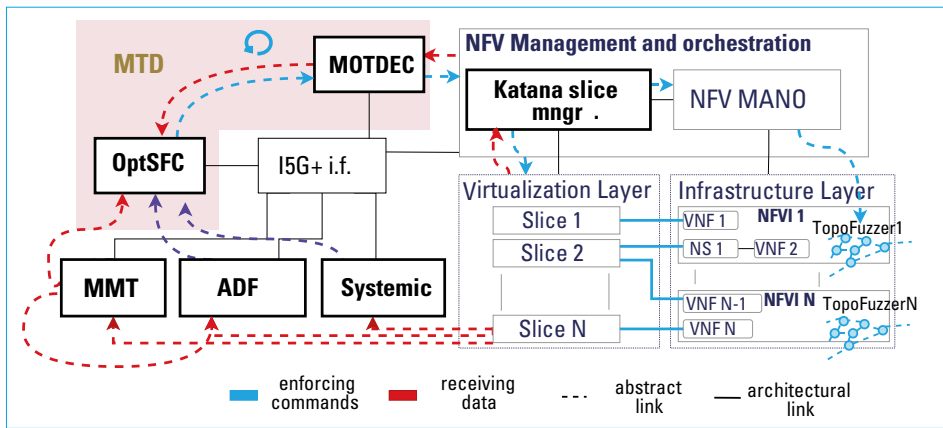 MTD
MOTDEC
OptSFC
I5G+ i.f.
NFV Management and orchestration
Katana slice
mngr .
NFV MANO
MMT
ADF
Systemic
Virtualization Layer
Slice 1
Slice 2
Slice N
Infrastructure Layer
VNF 1
NFVI 1
TopoFuzzer1
NS 1
VNF 2
VNF N-1
NFVI N
TopoFuzzerN
VNF N
enforcing
commands
receiving
data
abstract
link
architectural
link